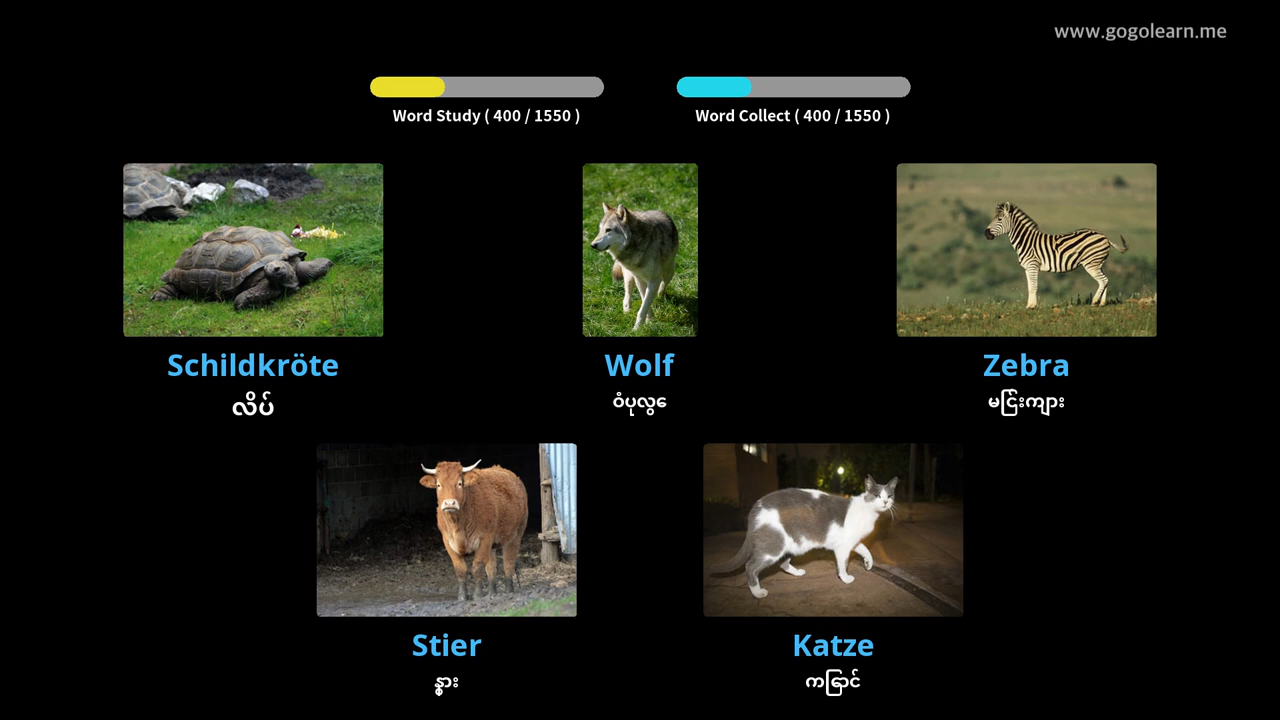 www.gogolearn.me
Word Study ( 400 / 1550 )
Word Collect ( 400 / 1550 )
Schildkröte
လိပ်
Wolf
ဝံပုလွေ
Zebra
မြင်းကျား
Stier
နွား
Katze
ကြောင်